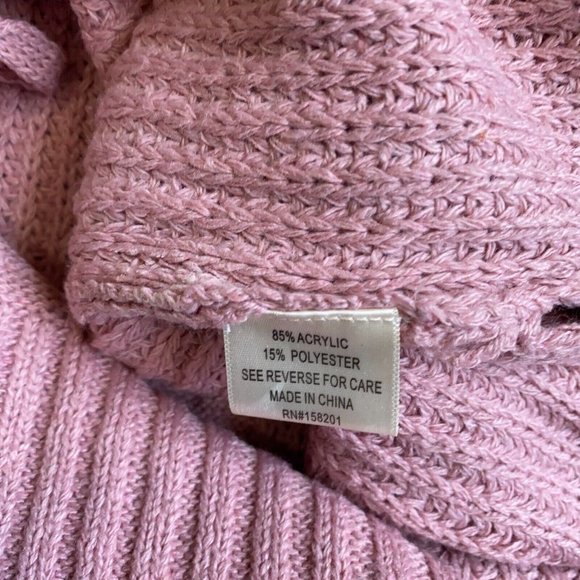 85% ACRYLIC
15% POLYESTER
SEE REVERSE FOR CARE
MADE IN CHINA
RN#158201